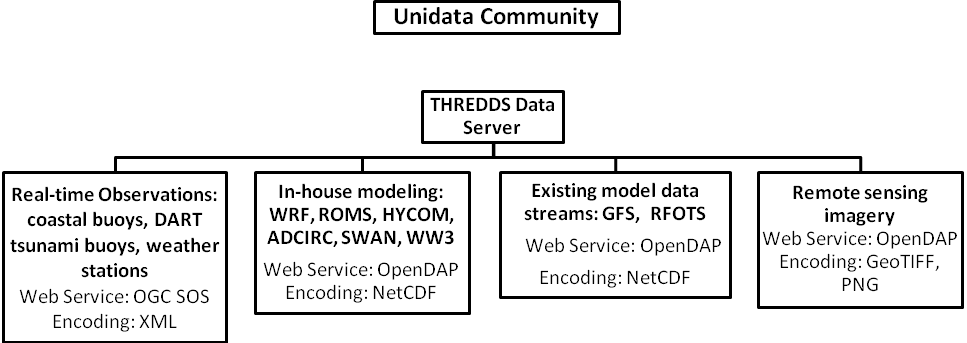 Unidata Community
THREDDS Data
Server
Real-time Observations:
coastal buoys, DART
tsunami buoys, weather
stations
Web Service: OGC SOS
Encoding: XML
In-house modeling:
WRF, ROMS, HYCOM,
ADCIRC, SWAN, WW3
Web Service: OpenDAP
Encoding: NetCDF
Existing model data
streams: GFS, RFOTS
Web Service: OpenDAP
Encoding: NetCDF
Remote sensing
imagery
Web Service: OpenDAP
Encoding: GeoTIFF,
PNG